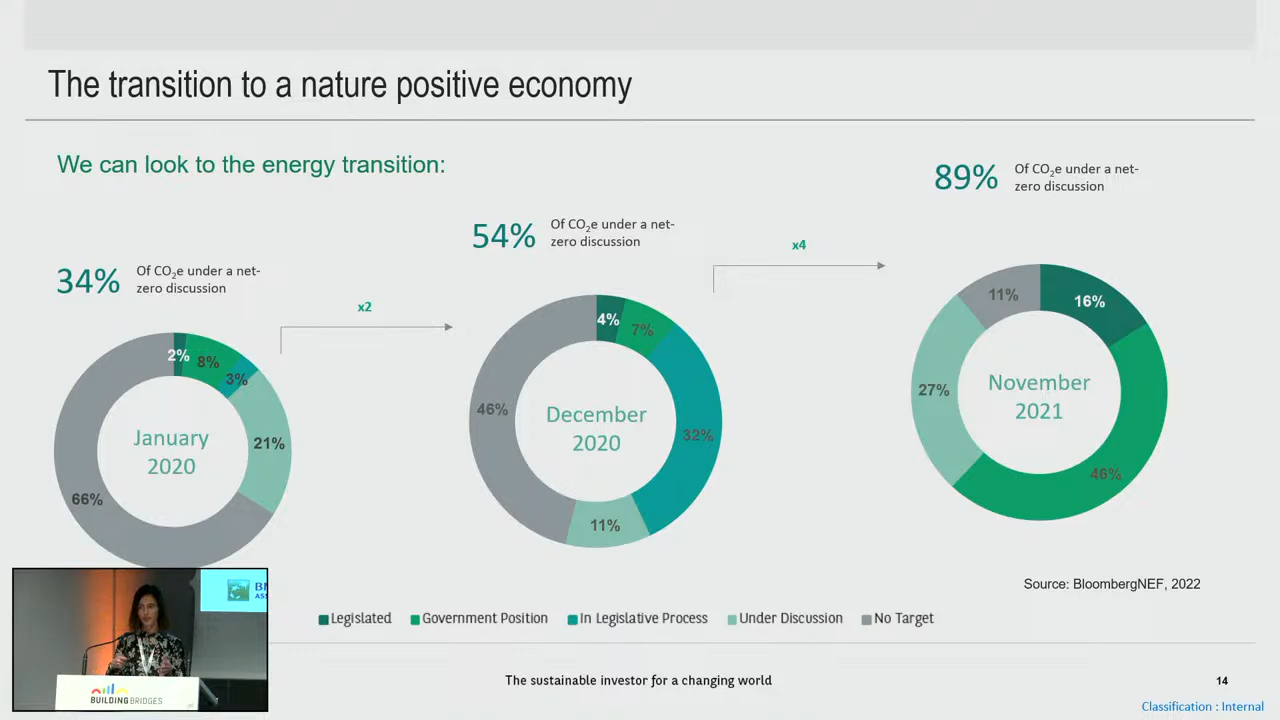 The transition to a nature positive economy
We can look to the energy transition:
34%
Of CO₂e under a net-
zero discussion
x2
2%
8%
3%
21%
66%
January
2020
54%
Of CO₂e under a net-
zero discussion
x4
4%
7%
32%
11%
46%
December
2020
89%
Of CO₂e under a net-
zero discussion
16%
46%
27%
11%
November
2021
Source: BloombergNEF, 2022
Legislated Government Position In Legislative Process Under Discussion No Target
BUILDINGBRIDGES
The sustainable investor for a changing world
14
Classification : Internal